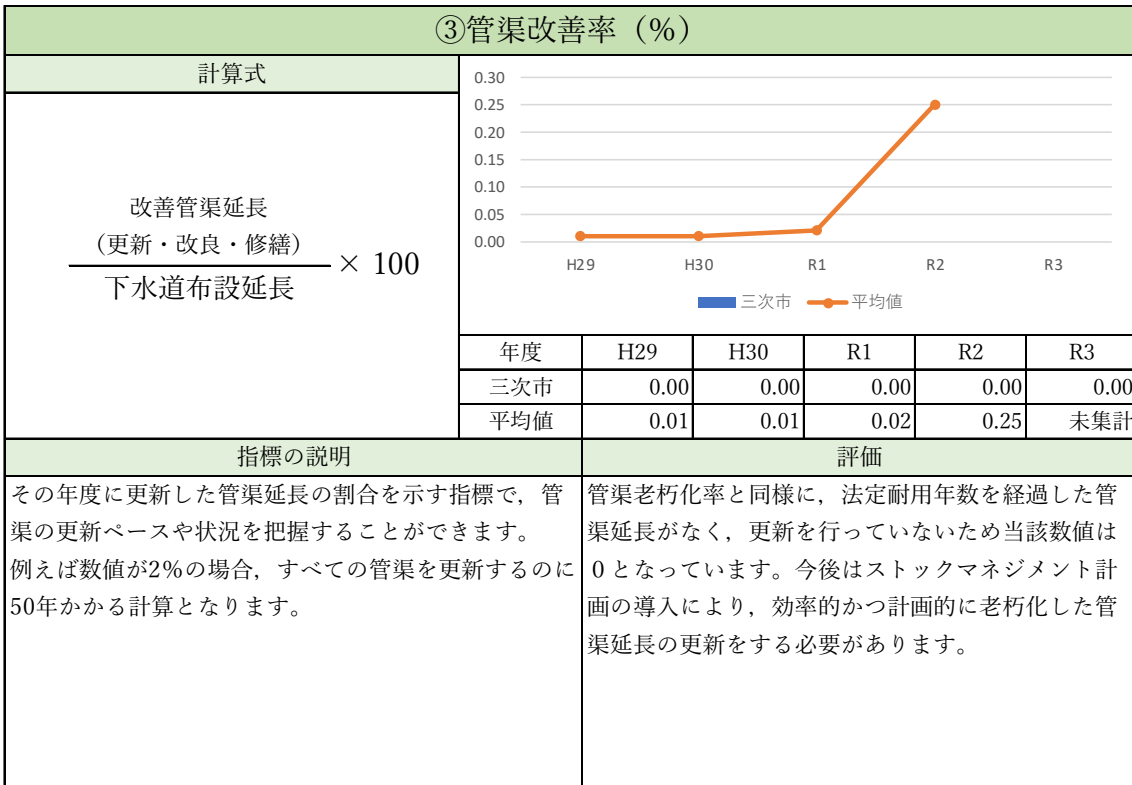 ③管渠改善率（%）
計算式
改善管渠延長
（更新・改良・修繕）
下水道布設延長
× 100
0.30
0.25
0.20
0.15
0.10
0.05
0.00
H29 H30 R1 R2 R3
三次市 平均値
年度 H29 H30 R1 R2 R3
三次市 0.00 0.00 0.00 0.00 0.00
平均値 0.01 0.01 0.02 0.25 未集計
指標の説明
その年度に更新した管渠延長の割合を示す指標で，管
渠の更新ペースや状況を把握することができます。
例えば数値が2%の場合，すべての管渠を更新するのに
50年かかる計算となります。
評価
管渠老朽化率と同様に，法定耐用年数を経過した管
渠延長がなく，更新を行っていないため当該数値は
０となっています。今後はストックマネジメント計
画の導入により，効率的かつ計画的に老朽化した管
渠延長の更新をする必要があります。